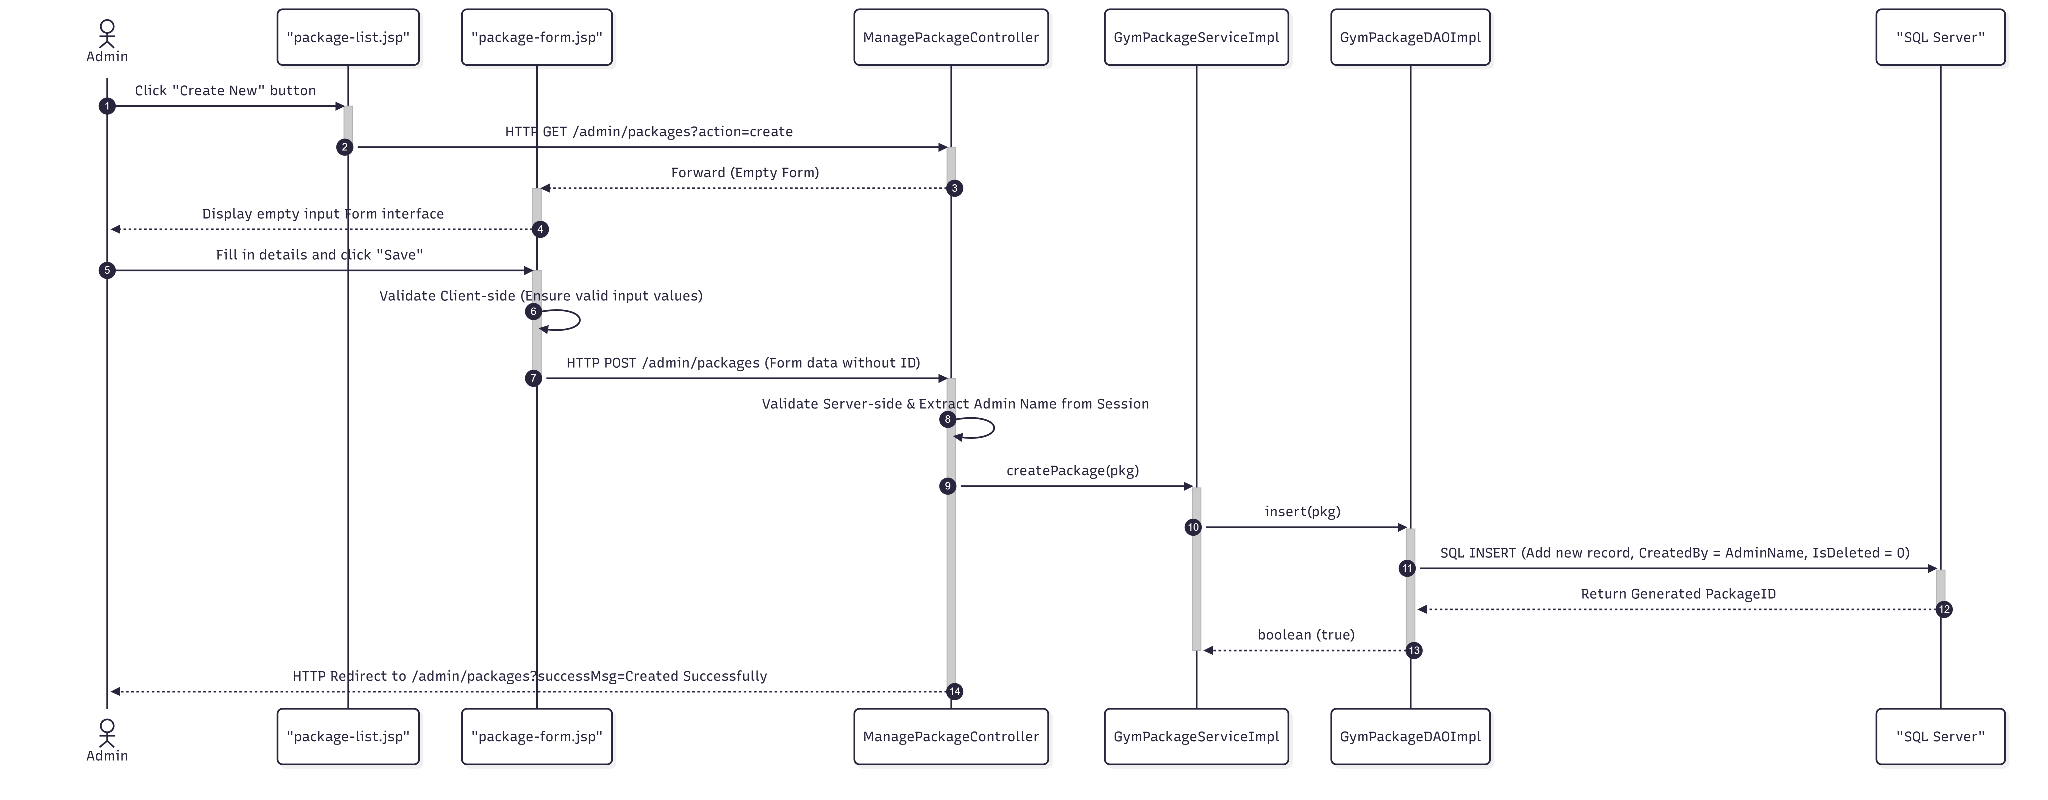 Admin
"package-list.jsp"
"package-form.jsp"
ManagePackageController
GymPackageServiceImpl
GymPackageDAOImpl
"SQL Server"
Click "Create New" button
1
HTTP GET /admin/packages?action=create
2
Forward (Empty Form)
3
Display empty input Form interface
4
Fill in details and click "Save"
5
Validate Client-side (Ensure valid input values)
6
HTTP POST /admin/packages (Form data without ID)
7
Validate Server-side & Extract Admin Name from Session
8
createPackage(pkg)
9
insert(pkg)
10
SQL INSERT (Add new record, CreatedBy = AdminName, IsDeleted = 0)
11
Return Generated PackageID
12
boolean (true)
13
HTTP Redirect to /admin/packages?successMsg=Created Successfully
14
Admin
"package-list.jsp"
"package-form.jsp"
ManagePackageController
GymPackageServiceImpl
GymPackageDAOImpl
"SQL Server"